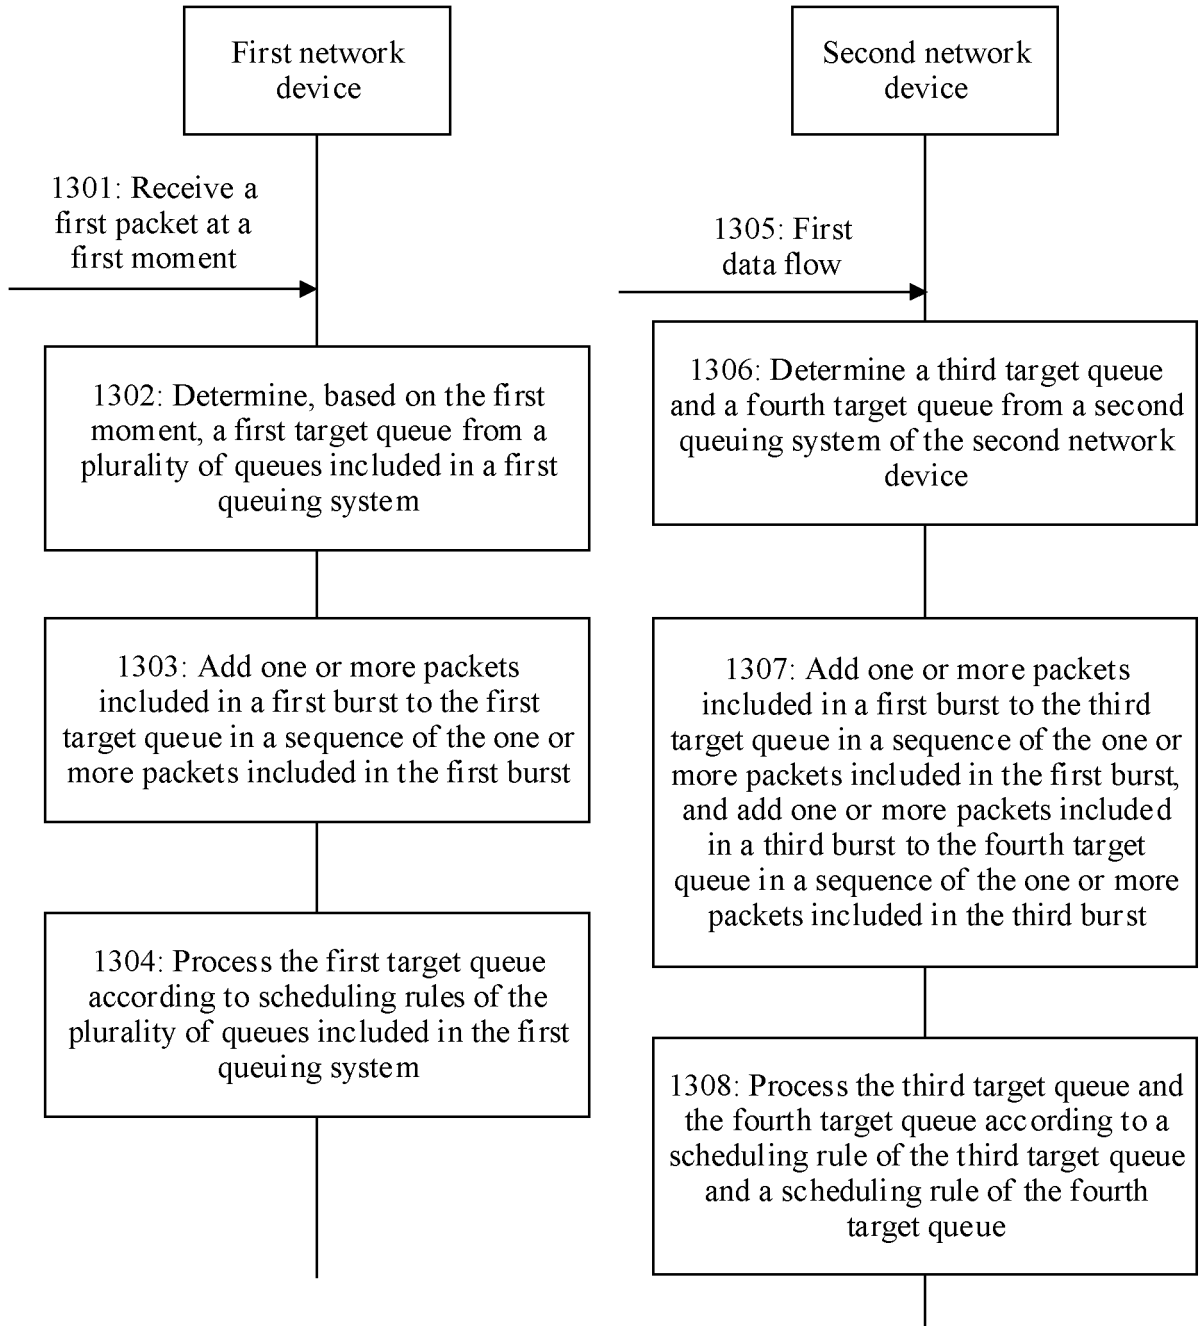 First network
device
1301: Receive a
first packet at a
first moment
1302: Determine, based on the first
moment, a first target queue from a
plurality of queues included in a first
queuing system
1303: Add one or more packets
included in a first burst to the first
target queue in a sequence of the one or
more packets included in the first burst
1304: Process the first target queue
according to scheduling rules of the
plurality of queues included in the first
queuing system
Second network
device
1305: First
data flow
1306: Determine a third target queue
and a fourth target queue from a second
queuing system of the second network
device
1307: Add one or more packets
included in a first burst to the third
target queue in a sequence of the one or
more packets included in the first burst,
and add one or more packets included
in a third burst to the fourth target
queue in a sequence of the one or more
packets included in the third burst
1308: Process the third target queue and
the fourth target queue according to a
scheduling rule of the third target queue
and a scheduling rule of the fourth
target queue